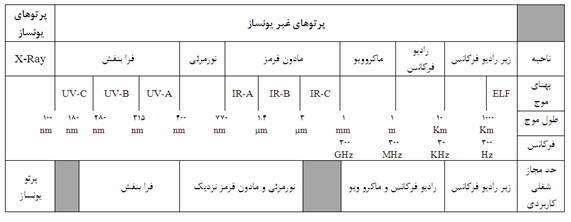 پرتوهای غیر یونساز	پرتوهای یونساز
ناحیه	زیر رادیو فرکانس	رادیو فرکانس	ماکروویو	مادون قرمز	نورمرئی	فرا بنفش	X-Ray
پهنای موج	ELF	IR-C	IR-B	IR-A	UV-A	UV-B	UV-C
طول موج	۱۰۰۰ Km	۱۰ Km	۱ m	۱ mm	۳ µm	۱.۴ µm	۷۷۰ nm	۴۰۰ nm	۳۱۵ nm	۲۸۰ nm	۱۸۰ nm	۱۰۰ nm
فرکانس	۳۰۰ Hz	۳۰ KHz	۳۰۰ MHz	۳۰۰ GHz
حد مجاز شغلی کاربردی	زیر رادیو فرکانس	رادیو فرکانس و ماکرو ویو	نورمرئی و مادون قرمز نزدیک	فرا بنفش	پرتو یونساز